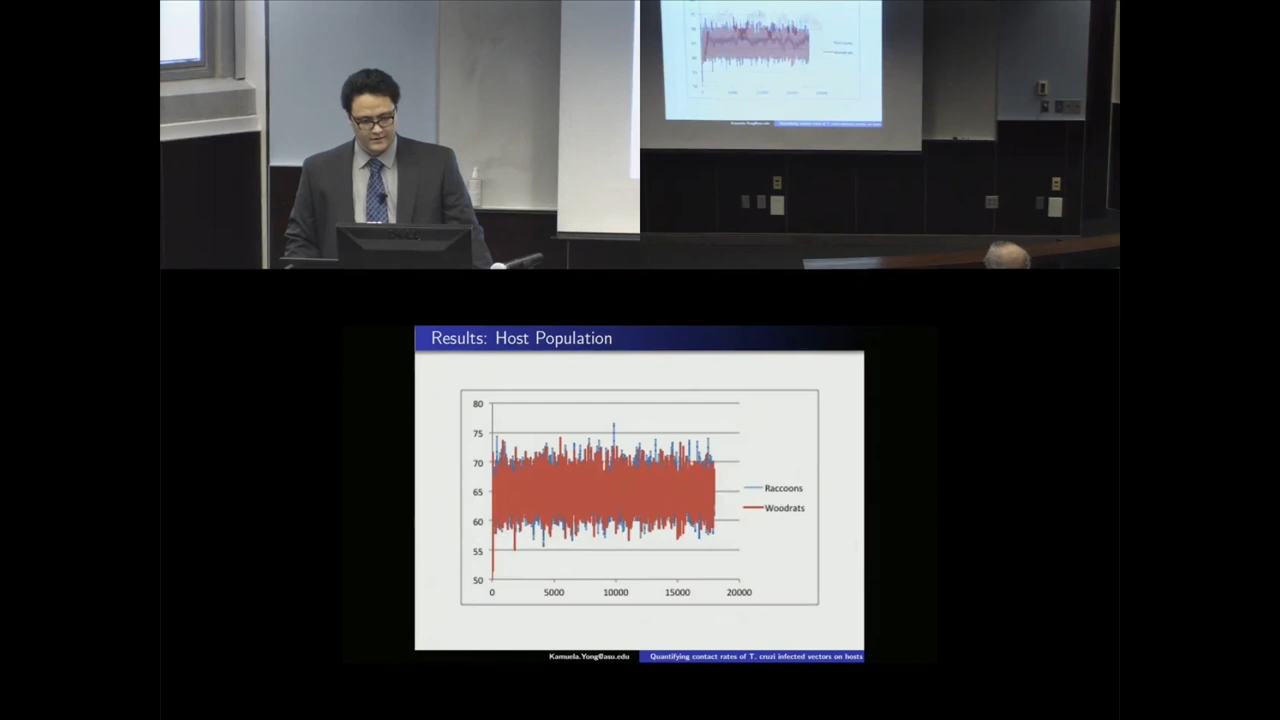 Results: Host Population
80
75
70
65
60
55
50
0
5000
10000
15000
20000
Raccoons
Woodrats
Kamuela.Yong@asu.edu
Quantifying contact rates of T. cruzi infected vectors on hosts